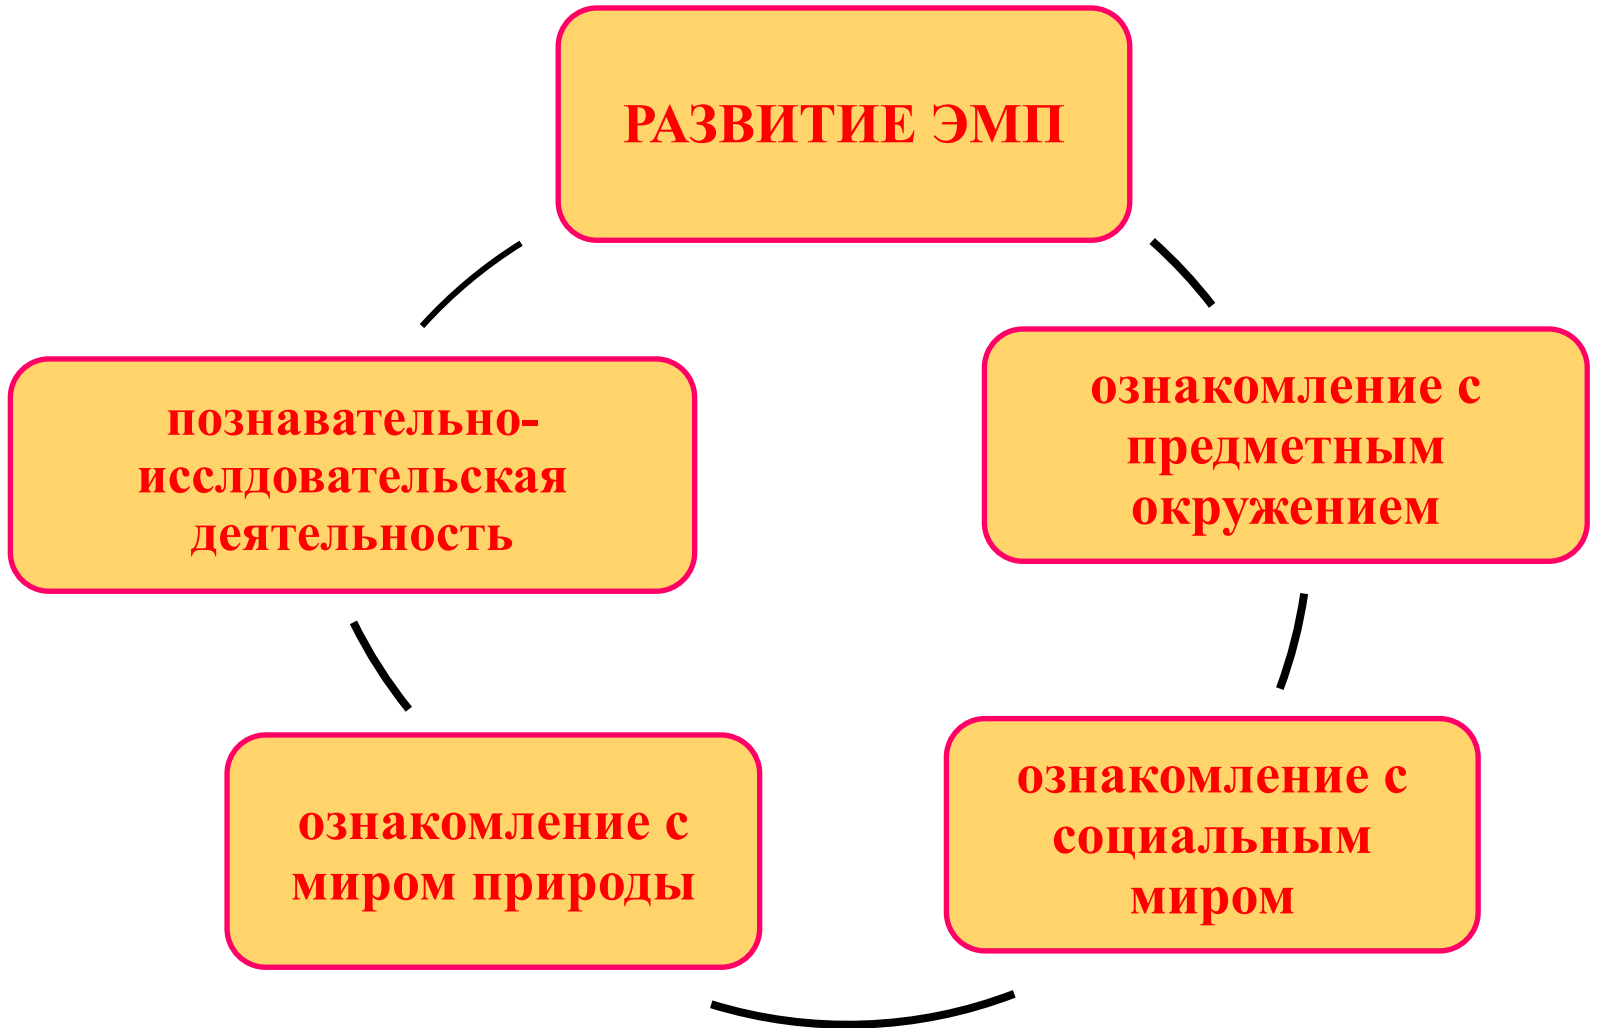 РАЗВИТИЕ ЭМП
ознакомление с
предметным
окружением
ознакомление с
социальным
миром
ознакомление с
миром природы
познавательно-
исслдовательская
деятельность